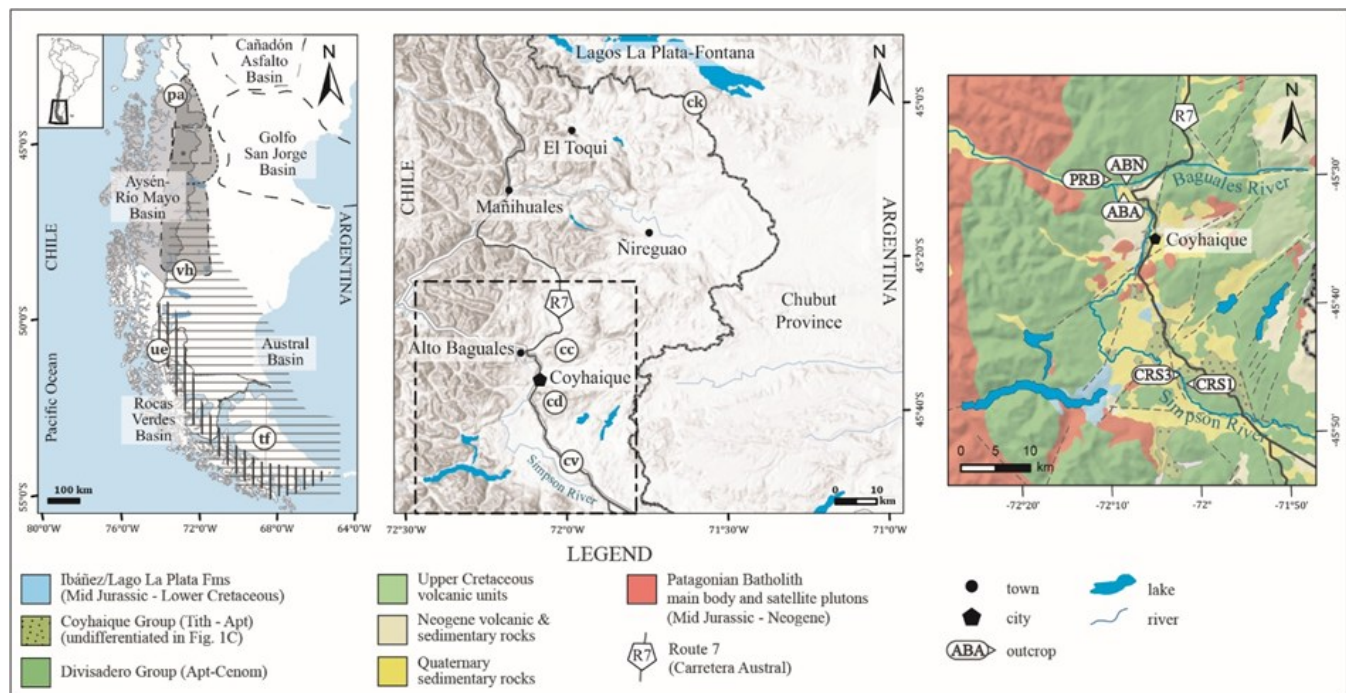 Cañadón
Asfalto
Basin
N
pa
45°S
Golfo
San Jorge
Basin
Aysén-
Río Mayo
Basin
CHILE
ARGENTINA
vh
50°S
ue
Austral
Basin
Pacific Ocean
Rocas
Verdes
Basin
tf
100 km
55°S
80°0'W
76°W
72°W
68°W
64°0'W
Lagos La Plata-Fontana
N
ck
45°0'S
El Toqui
CHILE
Mañihuales
ARGENTINA
Ñireguao
45°20'S
R7
Chubut
Province
Alto Baguales
cc
Coyhaique
cd
45°40'S
cv
Simpson River
0 10
km
72°30'W
72°0'W
71°30'W
71°0'W
N
R7
ABN
PRB
-45°30'
Baguales River
ABA
Coyhaique
-45°40'
CRS3
CRS1
Simpson River
-45°50'
0 5 10
km
-72°20'
-72°10'
-72°
-71°50'
LEGEND
Ibáñez/Lago La Plata Fms
(Mid Jurassic - Lower Cretaceous)
Coyhaique Group (Tith - Apt)
(undifferentiated in Fig. 1C)
Divisadero Group (Apt-Cenom)
Upper Cretaceous
volcanic units
Neogene volcanic &
sedimentary rocks
Quaternary
sedimentary rocks
Patagonian Batholith
main body and satellite plutons
(Mid Jurassic - Neogene)
R7
Route 7
(Carretera Austral)
town
city
ABA outcrop
lake
river